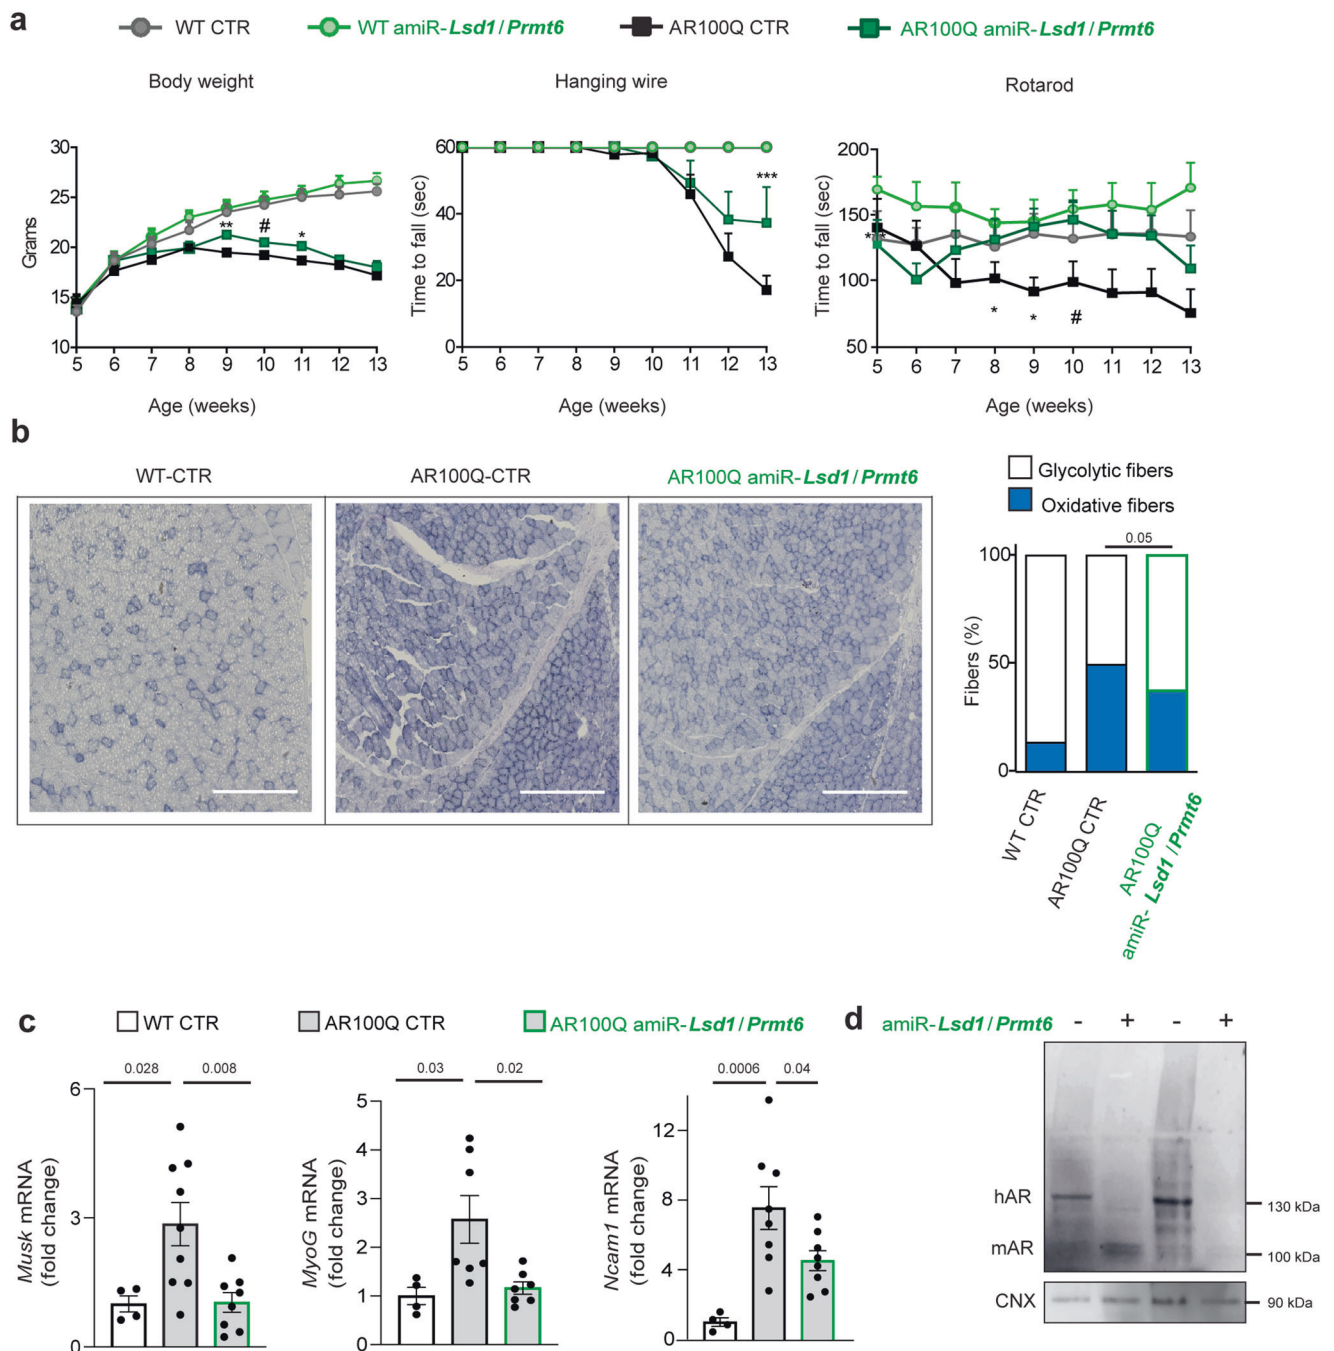 a
WT CTR
WT amiR-Lsd1/Prmt6
AR100Q CTR
AR100Q amiR-Lsd1/Prmt6
Body weight
Hanging wire
Rotarod
Grams
30
25
20
15
10
** # *
5 6 7 8 9 10 11 12 13
Age (weeks)
Time to fall (sec)
60
40
20
0
***
5 6 7 8 9 10 11 12 13
Age (weeks)
Time to fall (sec)
200
150
100
50
***
* * #
5 6 7 8 9 10 11 12 13
Age (weeks)
b
WT-CTR
AR100Q-CTR
AR100Q amiR-Lsd1/Prmt6
Glycolytic fibers
Oxidative fibers
0.05
Fibers (%)
100
50
0
WT CTR
AR100Q CTR
AR100Q
amiR- Lsd1/Prmt6
c
WT CTR
AR100Q CTR
AR100Q amiR-Lsd1/Prmt6
0.028
0.008
Musk mRNA
(fold change)
6
3
0
0.03
0.02
MyoG mRNA
(fold change)
5
4
3
2
1
0
0.0006
0.04
Ncam1 mRNA
(fold change)
12
8
4
0
d
amiR-Lsd1/Prmt6 - + - +
hAR
130 kDa
mAR
100 kDa
CNX
90 kDa